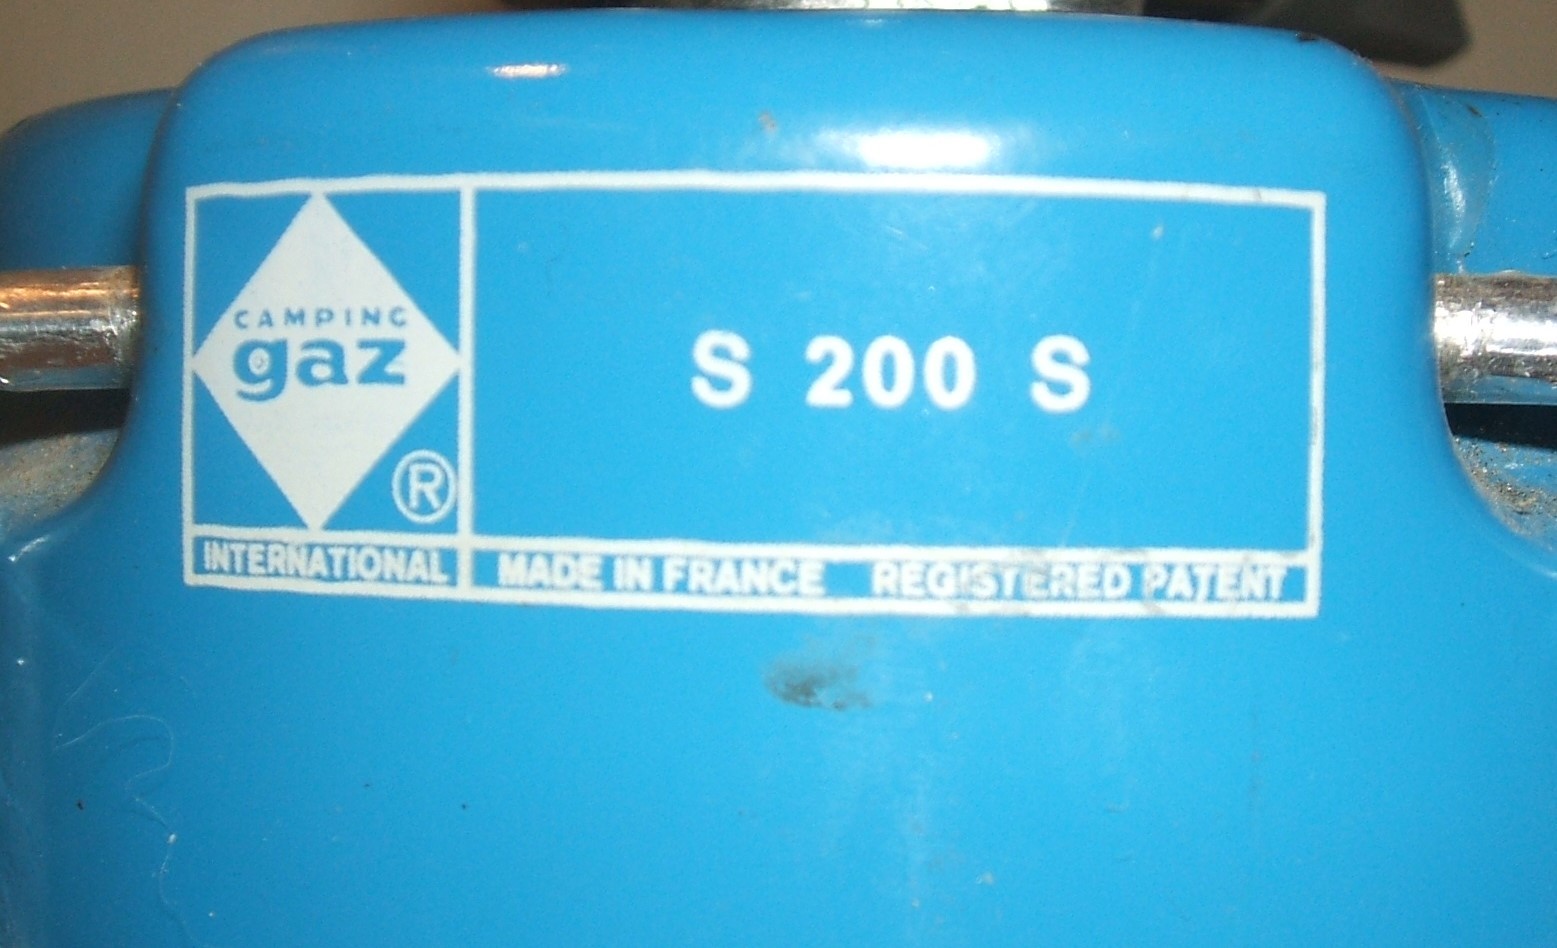 CAMPING
gaz
®
S 200 S
INTERNATIONAL
MADE IN FRANCE REGISTERED PATENT